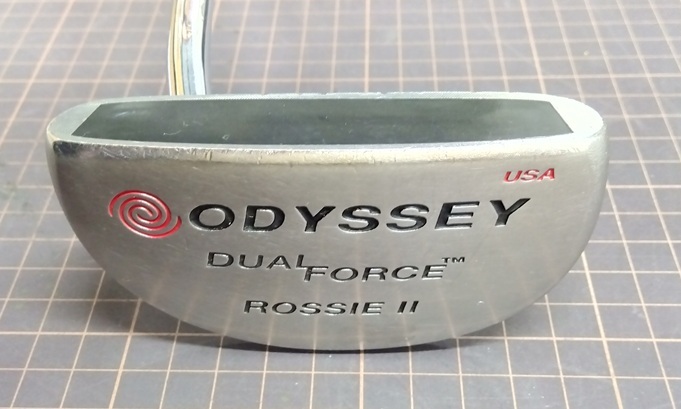 USA
ODYSSEY
DUAL FORCE™
ROSSIE II